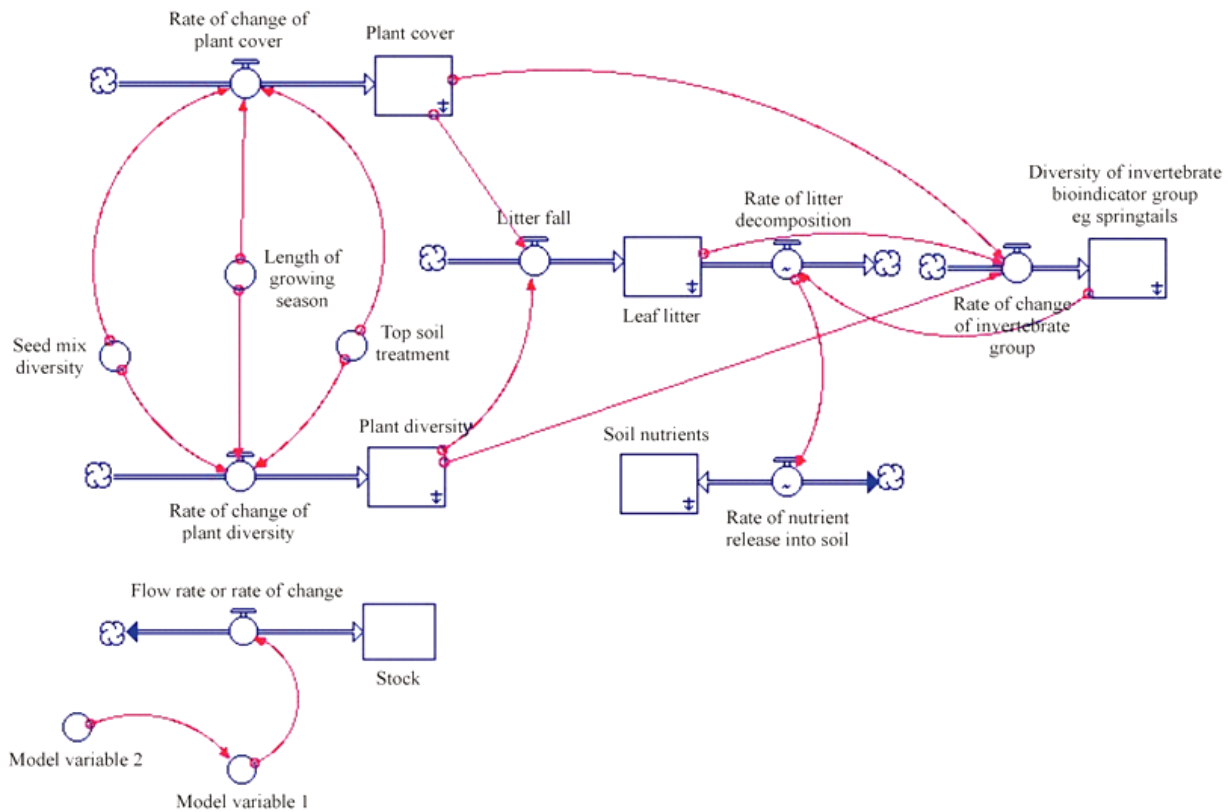 Rate of change of
plant cover
Plant cover
Diversity of invertebrate
bioindicator group
eg springtails
Litter fall
Rate of litter
decomposition
Length of
growing
season
Leaf litter
Rate of change
of invertebrate
group
Seed mix
diversity
Top soil
treatment
Plant diversity
Soil nutrients
Rate of change of
plant diversity
Rate of nutrient
release into soil
Flow rate or rate of change
Stock
Model variable 2
Model variable 1
~
~